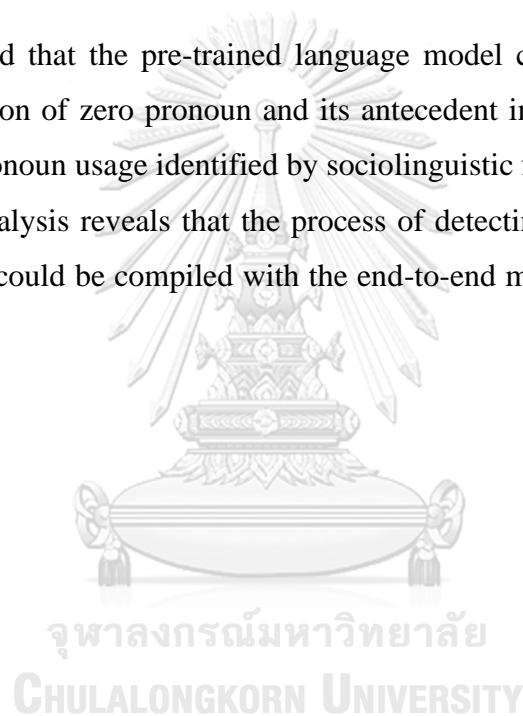 d that the pre-trained language model c
ion of zero pronoun and its antecedent in
onoun usage identified by sociolinguistic
alysis reveals that the process of detectin
could be compiled with the end-to-end m
จุฬาลงกรณ์มหาวิทยาลัย
CHULALONGKORN UNIVERSITY